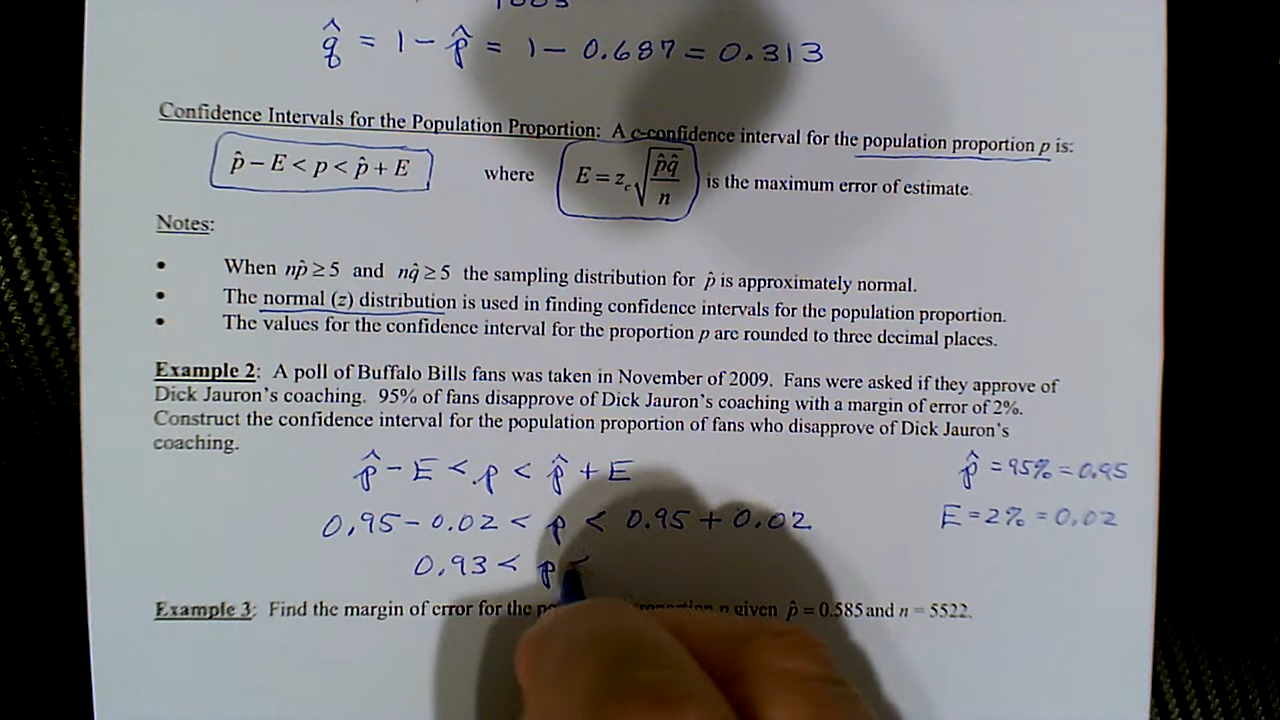 q̂ = 1 − p̂ = 1 − 0.687 = 0.313
Confidence Intervals for the Population Proportion: A c-confidence interval for the population proportion p is:
p̂ − E < p < p̂ + E where E = z_c √(p̂q̂/n) is the maximum error of estimate.
Notes:
• When np̂ ≥ 5 and nq̂ ≥ 5 the sampling distribution for p̂ is approximately normal.
• The normal (z) distribution is used in finding confidence intervals for the population proportion.
• The values for the confidence interval for the proportion p are rounded to three decimal places.
Example 2: A poll of Buffalo Bills fans was taken in November of 2009. Fans were asked if they approve of
Dick Jauron's coaching. 95% of fans disapprove of Dick Jauron's coaching with a margin of error of 2%.
Construct the confidence interval for the population proportion of fans who disapprove of Dick Jauron's
coaching.
p̂ − E < p < p̂ + E
p̂ = 95% = 0.95
0.95 − 0.02 < p < 0.95 + 0.02
E = 2% = 0.02
0.93 < p <
Example 3: Find the margin of error for the given p̂ = 0.585 and n = 5522.